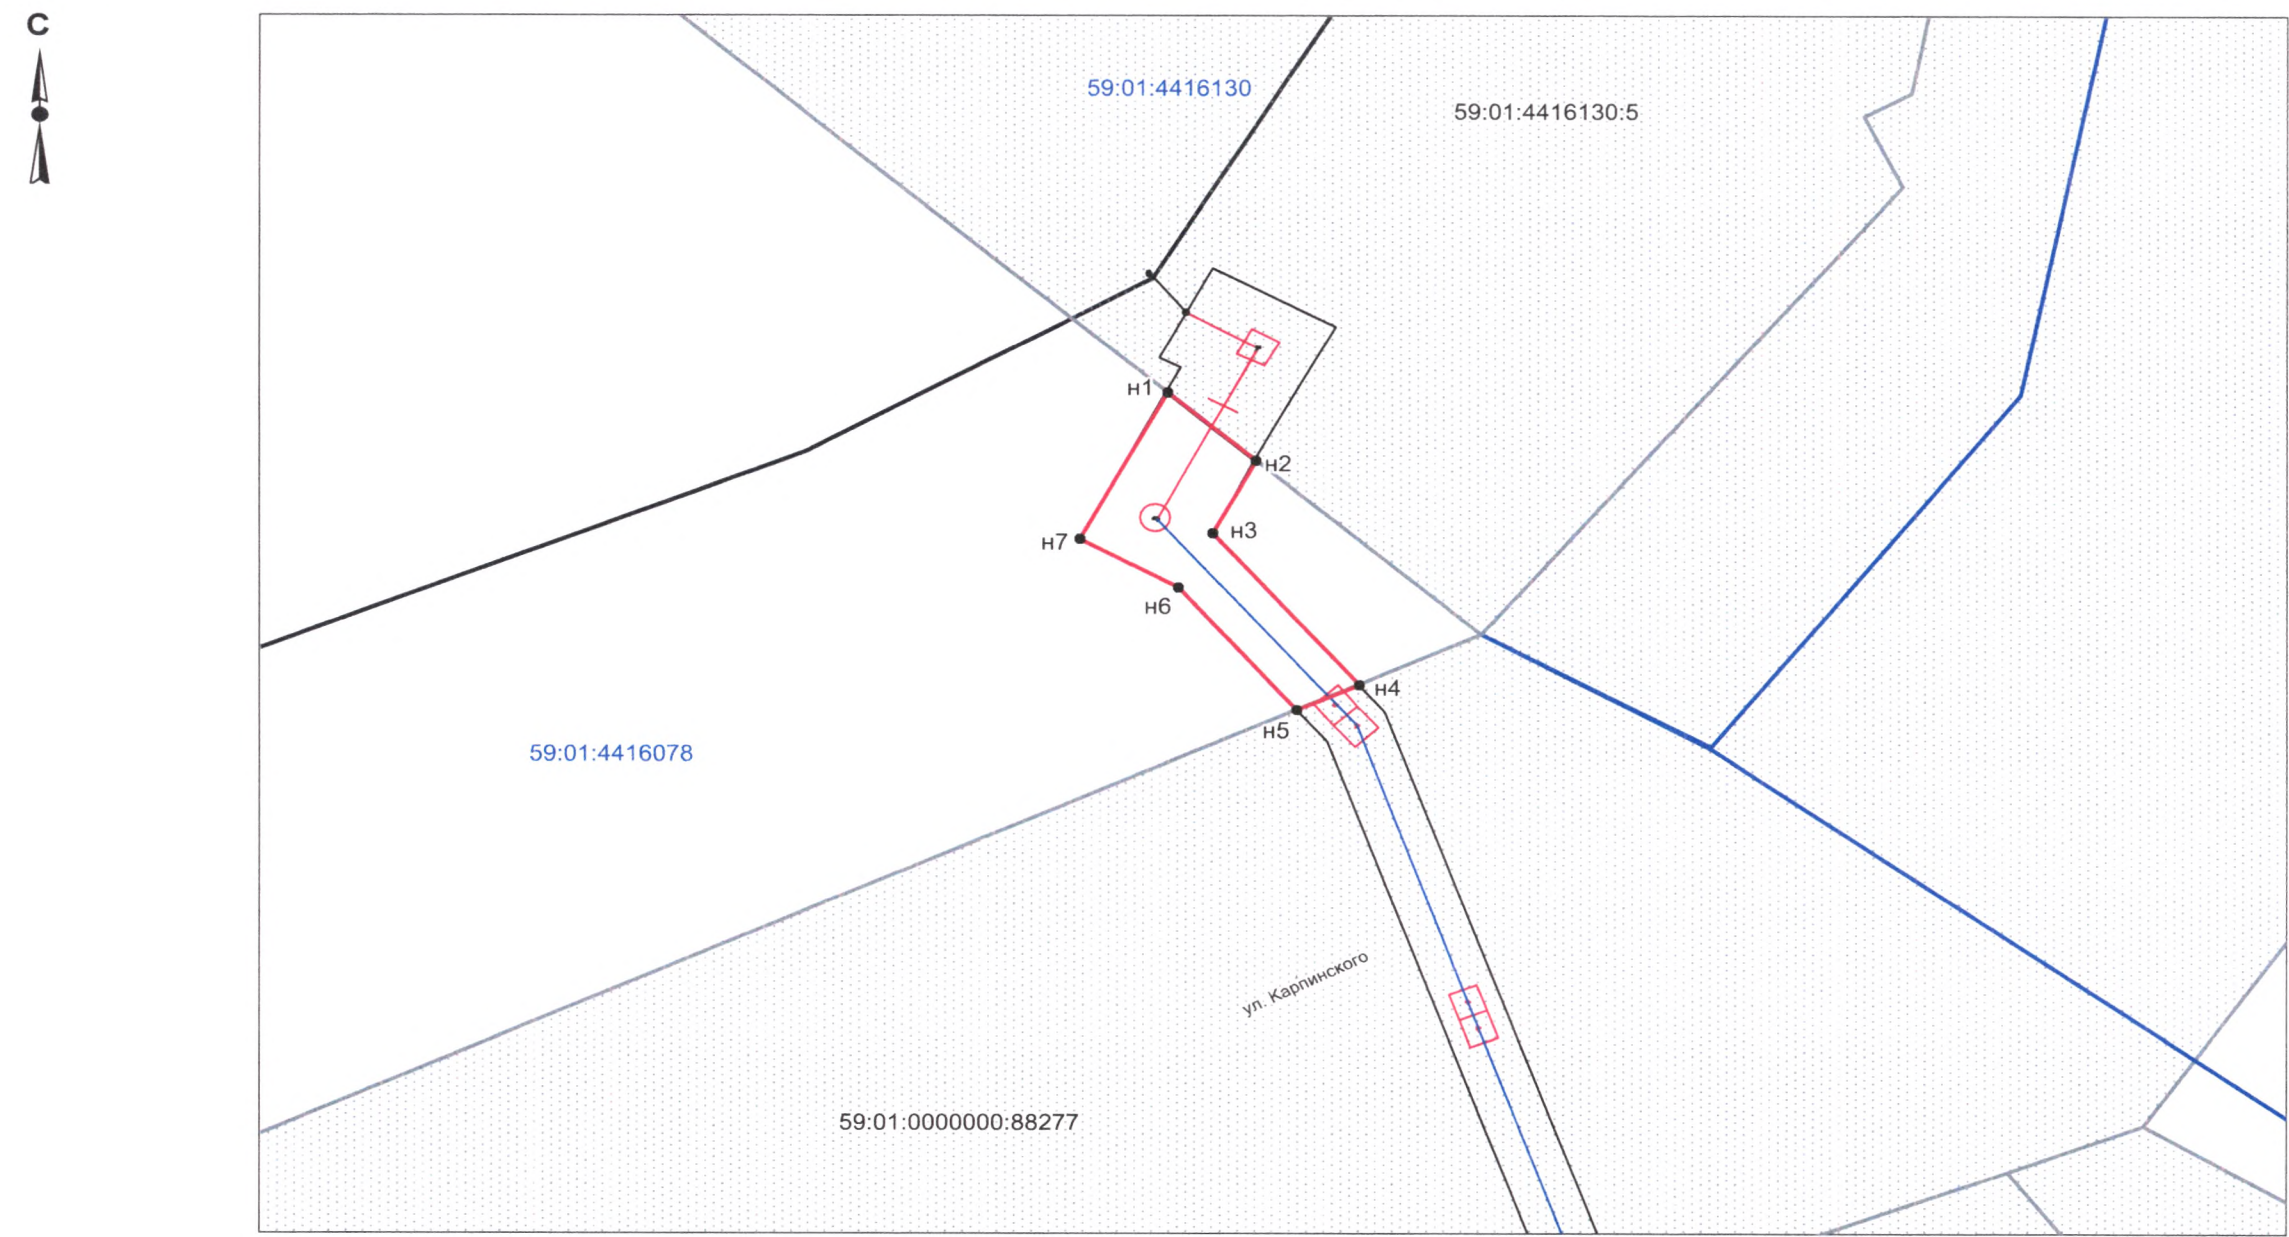 С
59:01:4416130
59:01:4416130:5
н1
н2
н3
н7
н6
н4
н5
59:01:4416078
ул. Карпинского
59:01:0000000:88277